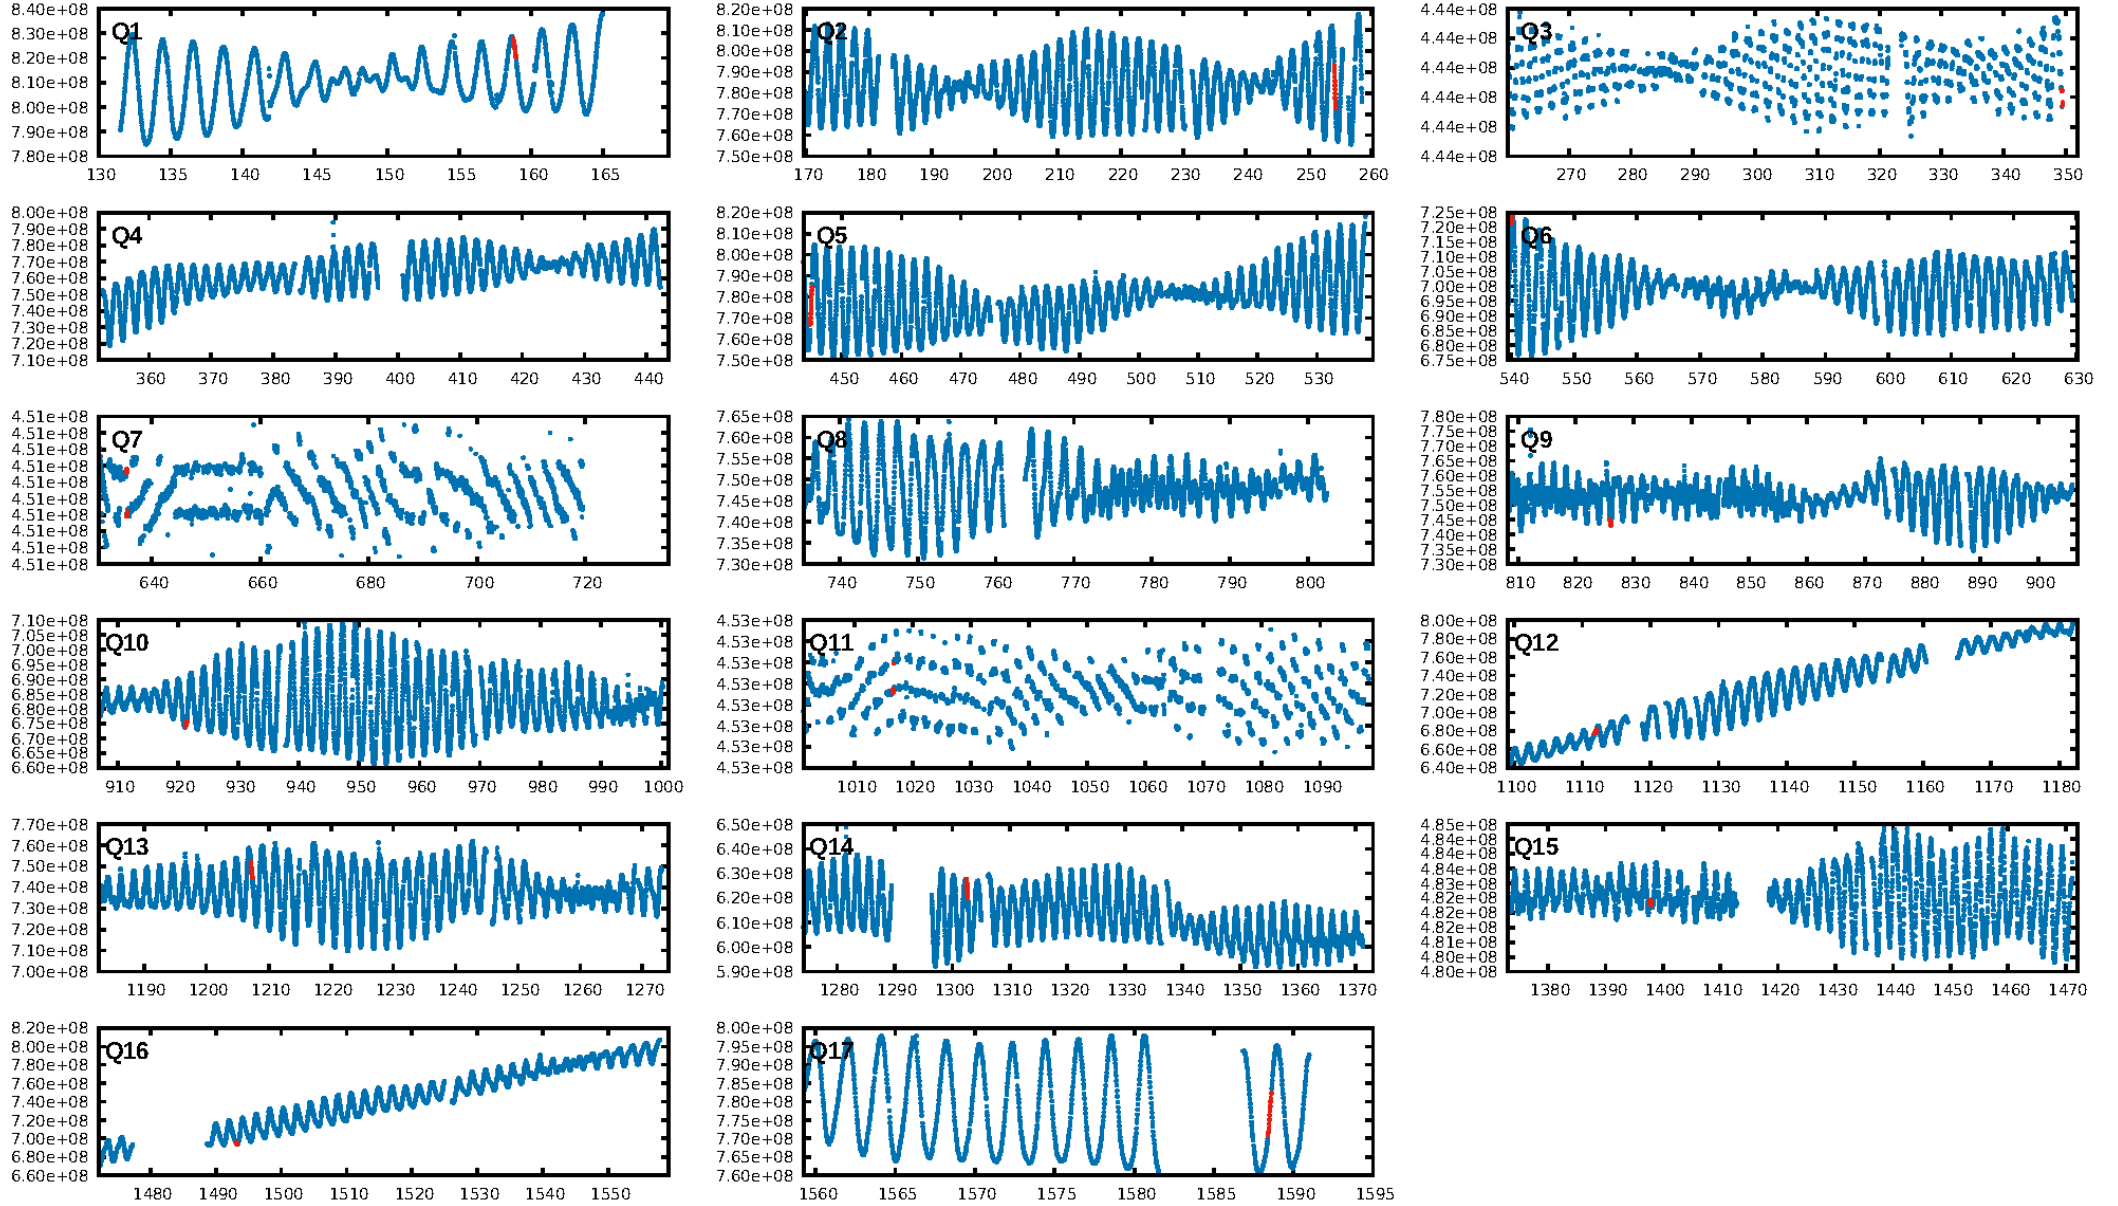 8.40e+08
8.30e+08
8.20e+08
8.10e+08
8.00e+08
7.90e+08
7.80e+08
Q1
130 135 140 145 150 155 160 165
8.20e+08
8.10e+08
8.00e+08
7.90e+08
7.80e+08
7.70e+08
7.60e+08
7.50e+08
Q2
170 180 190 200 210 220 230 240 250 260
4.44e+08
4.44e+08
4.44e+08
4.44e+08
4.44e+08
4.44e+08
Q3
270 280 290 300 310 320 330 340 350
8.00e+08
7.90e+08
7.80e+08
7.70e+08
7.60e+08
7.50e+08
7.40e+08
7.30e+08
7.20e+08
7.10e+08
Q4
360 370 380 390 400 410 420 430 440
8.20e+08
8.10e+08
8.00e+08
7.90e+08
7.80e+08
7.70e+08
7.60e+08
7.50e+08
Q5
450 460 470 480 490 500 510 520 530
7.25e+08
7.20e+08
7.15e+08
7.10e+08
7.05e+08
7.00e+08
6.95e+08
6.90e+08
6.85e+08
6.80e+08
6.75e+08
Q6
540 550 560 570 580 590 600 610 620 630
4.51e+08
4.51e+08
4.51e+08
4.51e+08
4.51e+08
4.51e+08
4.51e+08
4.51e+08
4.51e+08
4.51e+08
Q7
640 660 680 700 720
7.65e+08
7.60e+08
7.55e+08
7.50e+08
7.45e+08
7.40e+08
7.35e+08
7.30e+08
Q8
740 750 760 770 780 790 800
7.80e+08
7.75e+08
7.70e+08
7.65e+08
7.60e+08
7.55e+08
7.50e+08
7.45e+08
7.40e+08
7.35e+08
7.30e+08
Q9
810 820 830 840 850 860 870 880 890 900
7.10e+08
7.05e+08
7.00e+08
6.95e+08
6.90e+08
6.85e+08
6.80e+08
6.75e+08
6.70e+08
6.65e+08
6.60e+08
Q10
910 920 930 940 950 960 970 980 990 1000
4.53e+08
4.53e+08
4.53e+08
4.53e+08
4.53e+08
4.53e+08
4.53e+08
4.53e+08
Q11
1010 1020 1030 1040 1050 1060 1070 1080 1090
8.00e+08
7.80e+08
7.60e+08
7.40e+08
7.20e+08
7.00e+08
6.80e+08
6.60e+08
6.40e+08
Q12
1100 1110 1120 1130 1140 1150 1160 1170 1180
7.70e+08
7.60e+08
7.50e+08
7.40e+08
7.30e+08
7.20e+08
7.10e+08
7.00e+08
Q13
1190 1200 1210 1220 1230 1240 1250 1260 1270
6.50e+08
6.40e+08
6.30e+08
6.20e+08
6.10e+08
6.00e+08
5.90e+08
Q14
1280 1290 1300 1310 1320 1330 1340 1350 1360 1370
4.85e+08
4.84e+08
4.84e+08
4.83e+08
4.83e+08
4.82e+08
4.82e+08
4.81e+08
4.81e+08
4.80e+08
4.80e+08
Q15
1380 1390 1400 1410 1420 1430 1440 1450 1460 1470
8.20e+08
8.00e+08
7.80e+08
7.60e+08
7.40e+08
7.20e+08
7.00e+08
6.80e+08
6.60e+08
Q16
1480 1490 1500 1510 1520 1530 1540 1550
8.00e+08
7.95e+08
7.90e+08
7.85e+08
7.80e+08
7.75e+08
7.70e+08
7.65e+08
7.60e+08
Q17
1560 1565 1570 1575 1580 1585 1590 1595